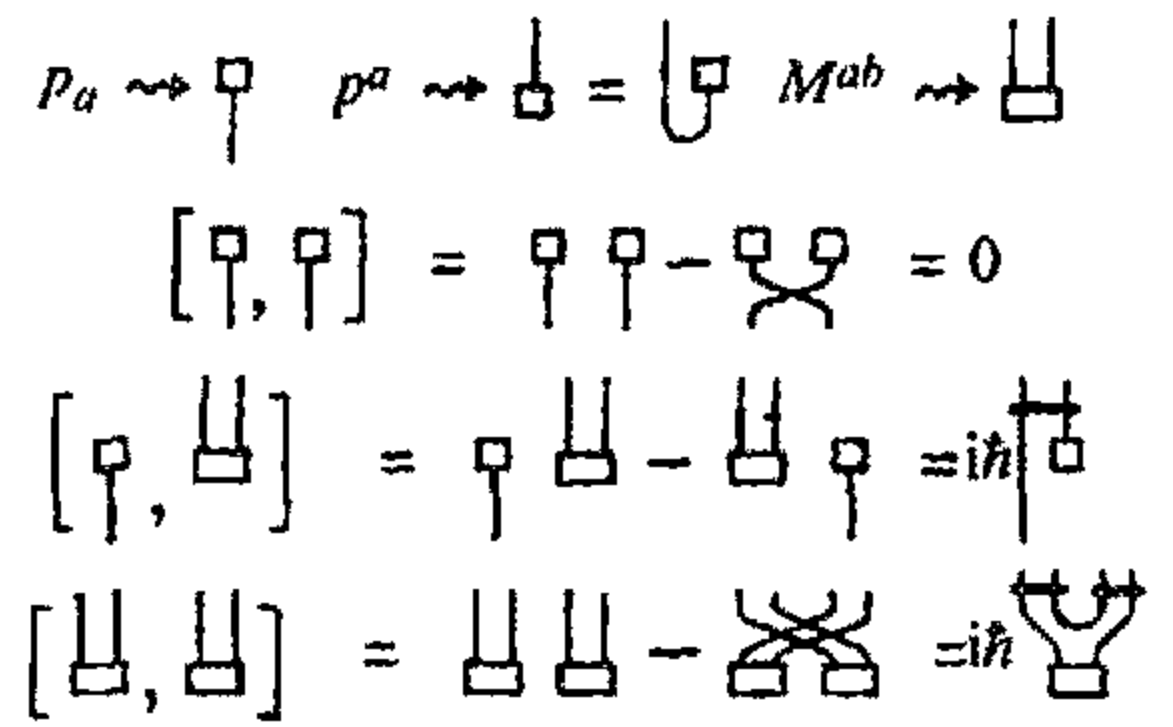 p_a ⇝ p^a ⇝ = M^{ab} ⇝
[ , ] = − = 0
[ , ] = − = iħ
[ , ] = − = iħ